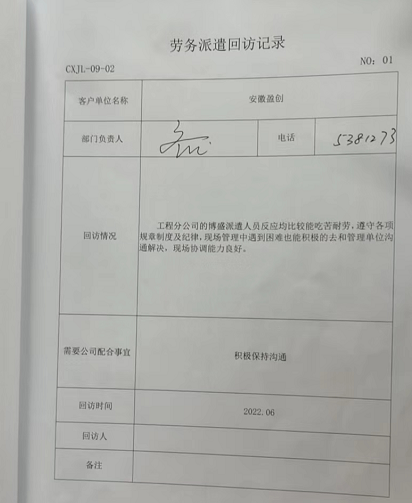 劳务派遣回访记录
CXJL-09-02
NO: 01
客户单位名称
安徽盈创
部门负责人
电话
5381273
回访情况
工程分公司的博盛派遣人员反应均比较能吃苦耐劳，遵守各项
规章制度及纪律，现场管理中遇到困难也能积极的去和管理单位沟
通解决，现场协调能力良好。
需要公司配合事宜
积极保持沟通
回访时间
2022.06
回访人
备注